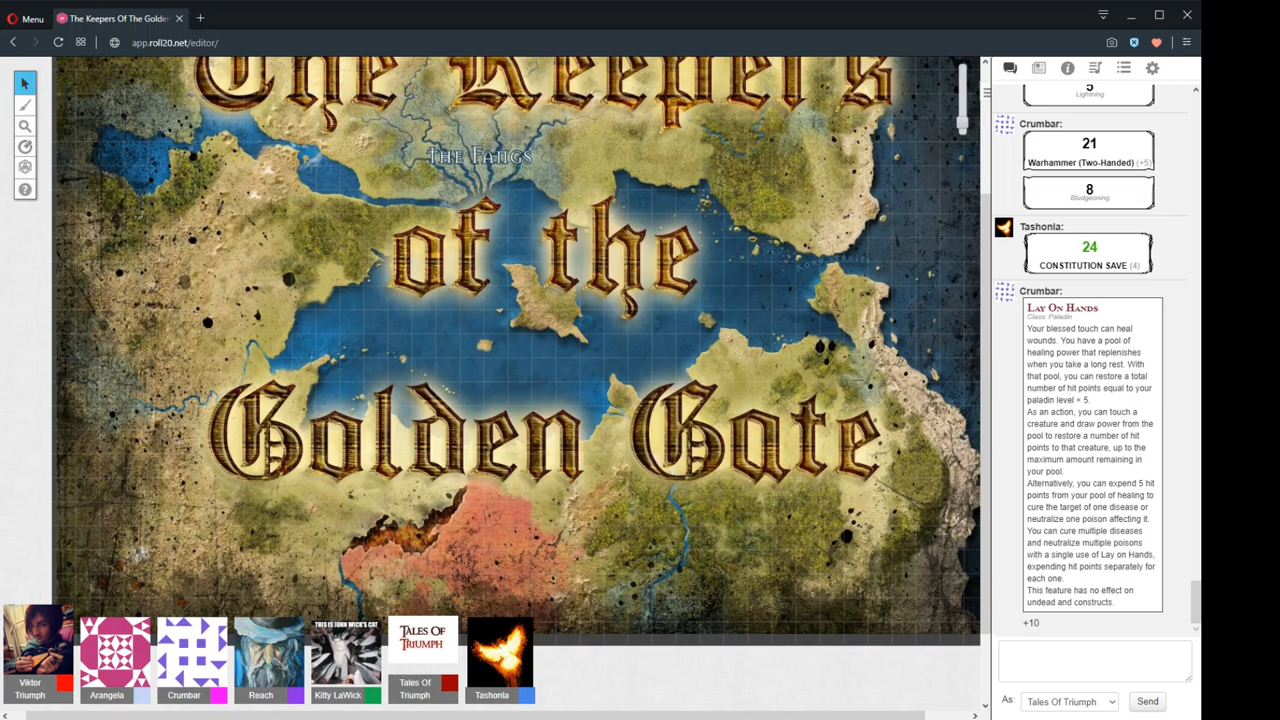 Menu
The Keepers Of The Golder
app.roll20.net/editor/
The Keepers
The Fangs
of the
Golden Gate
5
Lightning
Crumbar:
21
Warhammer (Two-Handed) (+5)
8
Bludgeoning
Tashonia:
24
CONSTITUTION SAVE (4)
Crumbar:
Lay On Hands
Class: Paladin
Your blessed touch can heal
wounds. You have a pool of
healing power that replenishes
when you take a long rest. With
that pool, you can restore a total
number of hit points equal to your
paladin level × 5.
As an action, you can touch a
creature and draw power from the
pool to restore a number of hit
points to that creature, up to the
maximum amount remaining in
your pool.
Alternatively, you can expend 5 hit
points from your pool of healing to
cure the target of one disease or
neutralize one poison affecting it.
You can cure multiple diseases
and neutralize multiple poisons
with a single use of Lay on Hands,
expending hit points separately for
each one.
This feature has no effect on
undead and constructs.
+10
THIS IS JOHN WICK'S CAT
TALES OF
TRIUMPH
Viktor
Triumph
Arangela
Crumbar
Reach
Kitty LaWick
Tales Of
Triumph
Tashonia
As:
Tales Of Triumph
Send